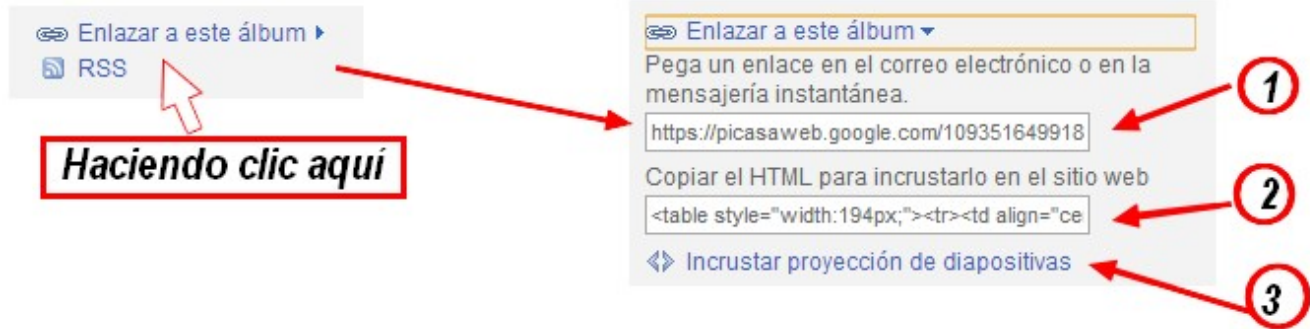 Enlazar a este álbum
RSS
Haciendo clic aquí
Enlazar a este álbum
Pega un enlace en el correo electrónico o en la
mensajería instantánea.
https://picasaweb.google.com/109351649918
Copiar el HTML para incrustarlo en el sitio web
<table style="width:194px;"><tr><td align="ce
Incrustar proyección de diapositivas
1
2
3